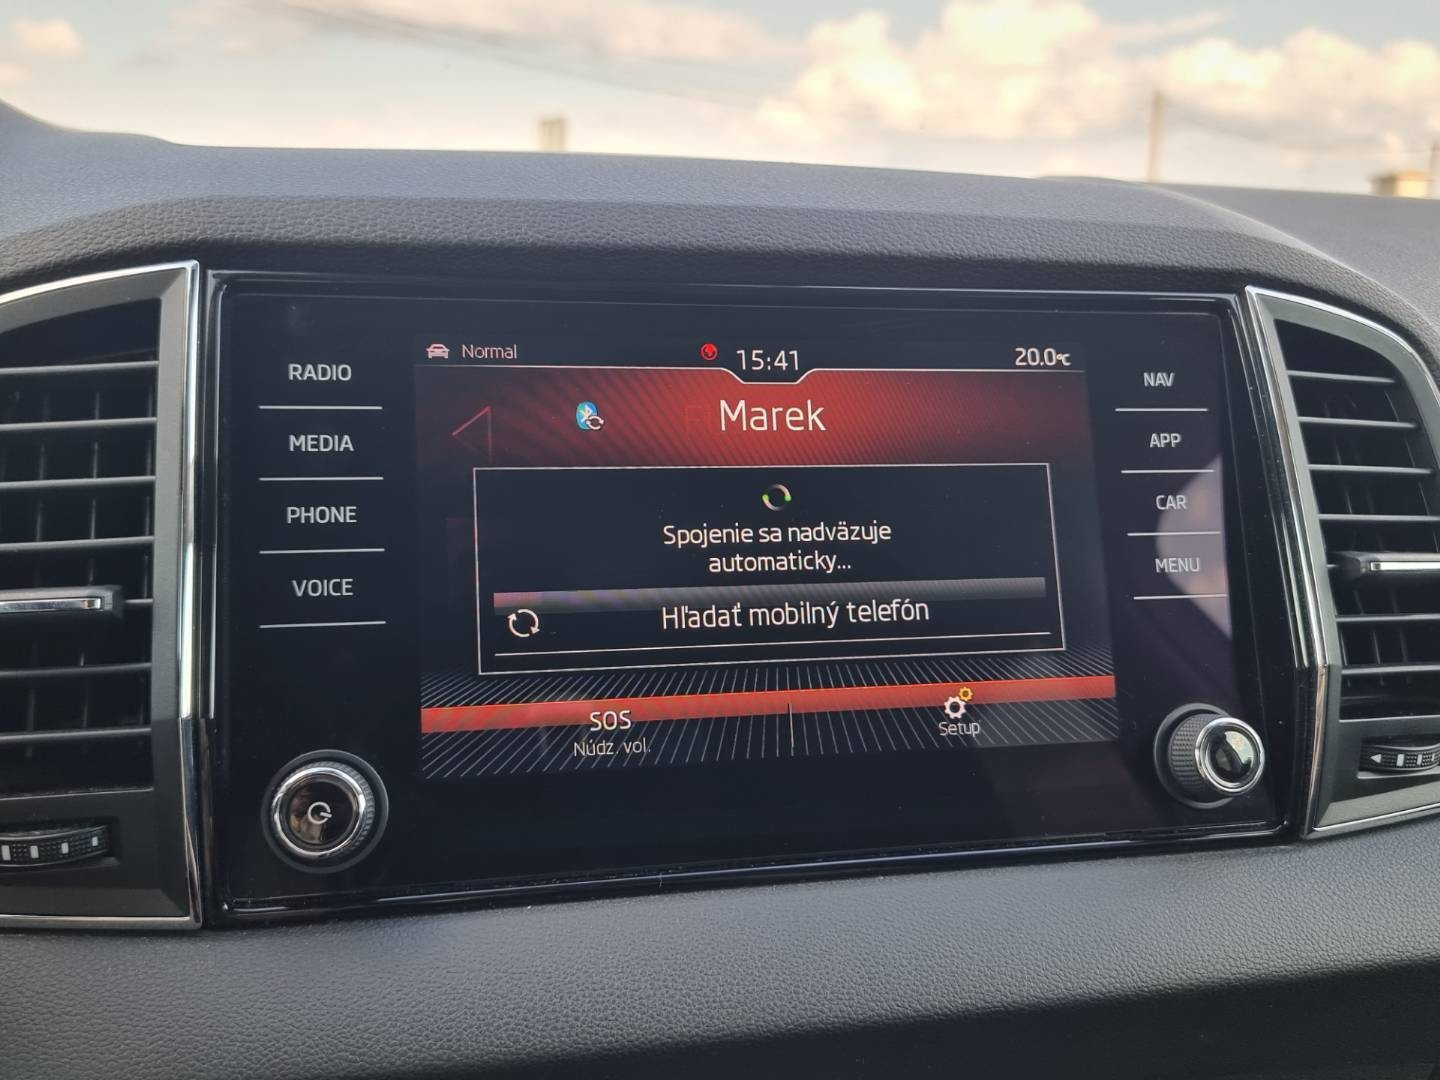 Normal
15:41
20.0°C
Marek
Spojenie sa nadväzuje
automaticky...
Hľadať mobilný telefón
SOS
Núdz. vol.
Setup
RADIO
MEDIA
PHONE
VOICE
NAV
APP
CAR
MENU